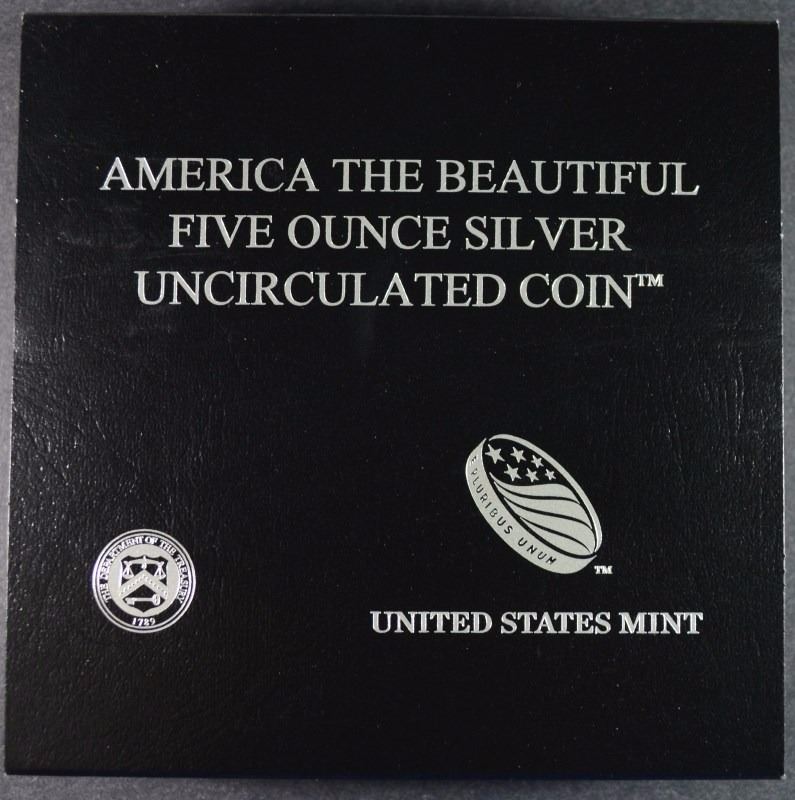 AMERICA THE BEAUTIFUL
FIVE OUNCE SILVER
UNCIRCULATED COIN™
E PLURIBUS UNUM
TM
THE DEPARTMENT OF THE TREASURY
1789
UNITED STATES MINT